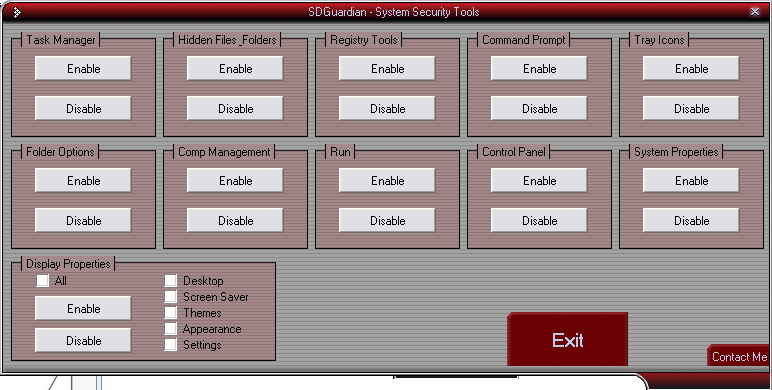 SDGuardian - System Security Tools
Task Manager Hidden Files_Folders Registry Tools Command Prompt Tray Icons
Enable Enable Enable Enable Enable
Disable Disable Disable Disable Disable
Folder Options Comp Management Run Control Panel System Properties
Enable Enable Enable Enable Enable
Disable Disable Disable Disable Disable
Display Properties
All Desktop
Enable Screen Saver
Themes
Disable Appearance
Settings
Exit
Contact Me